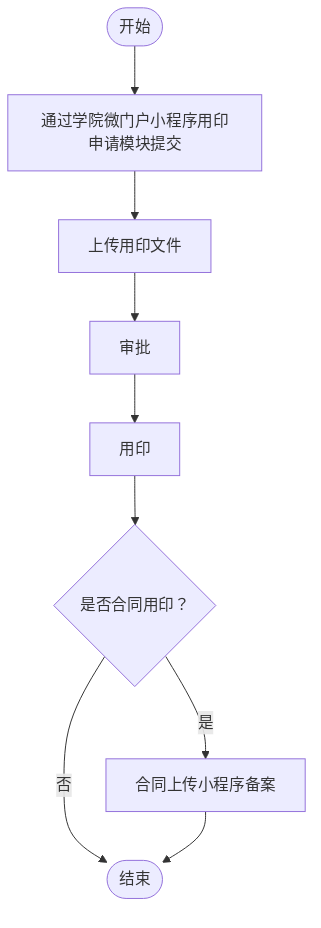 开始
通过学院微门户小程序用印
申请模块提交
上传用印文件
审批
用印
是否合同用印？
是
否
合同上传小程序备案
结束